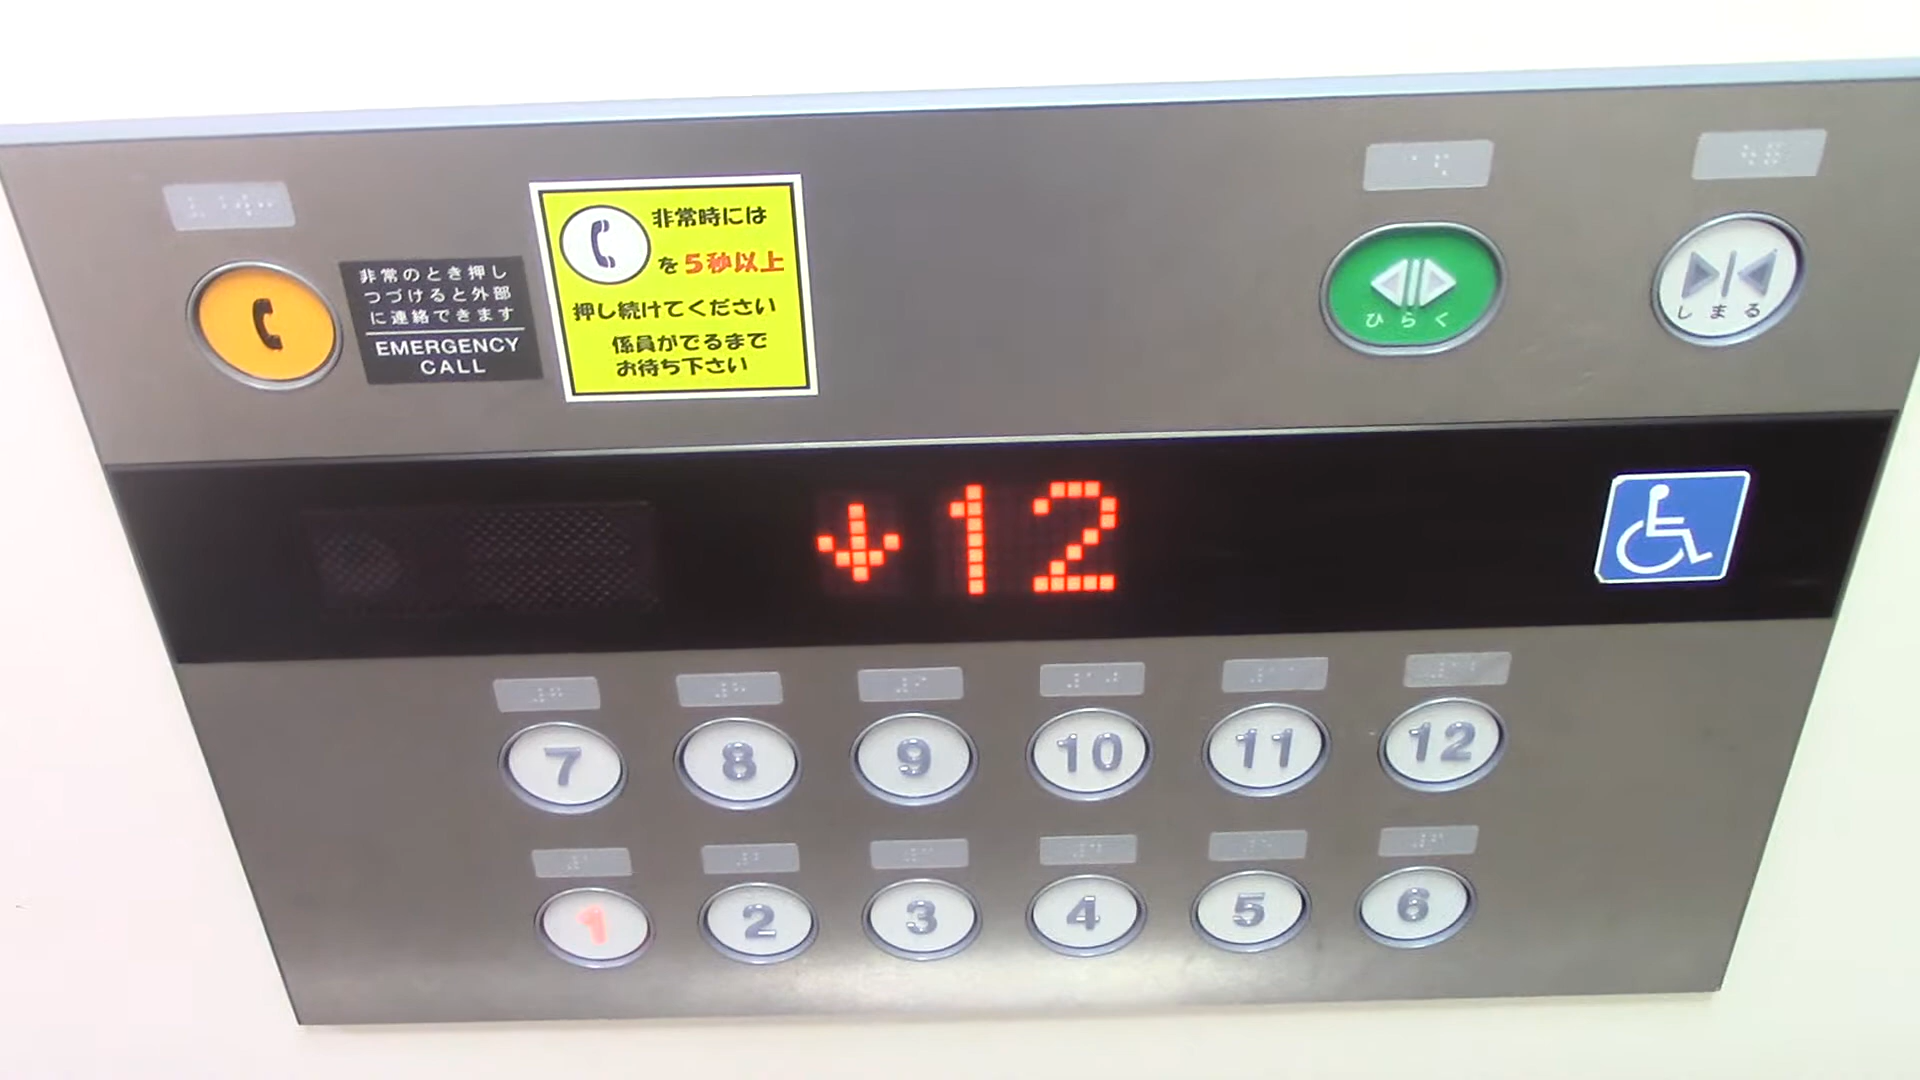 非常のとき押し
つづけると外部
に連絡できます
EMERGENCY
CALL
非常時には
を5秒以上
押し続けてください
係員がでるまで
お待ち下さい
ひらく
しまる
12
7 8 9 10 11 12
1 2 3 4 5 6